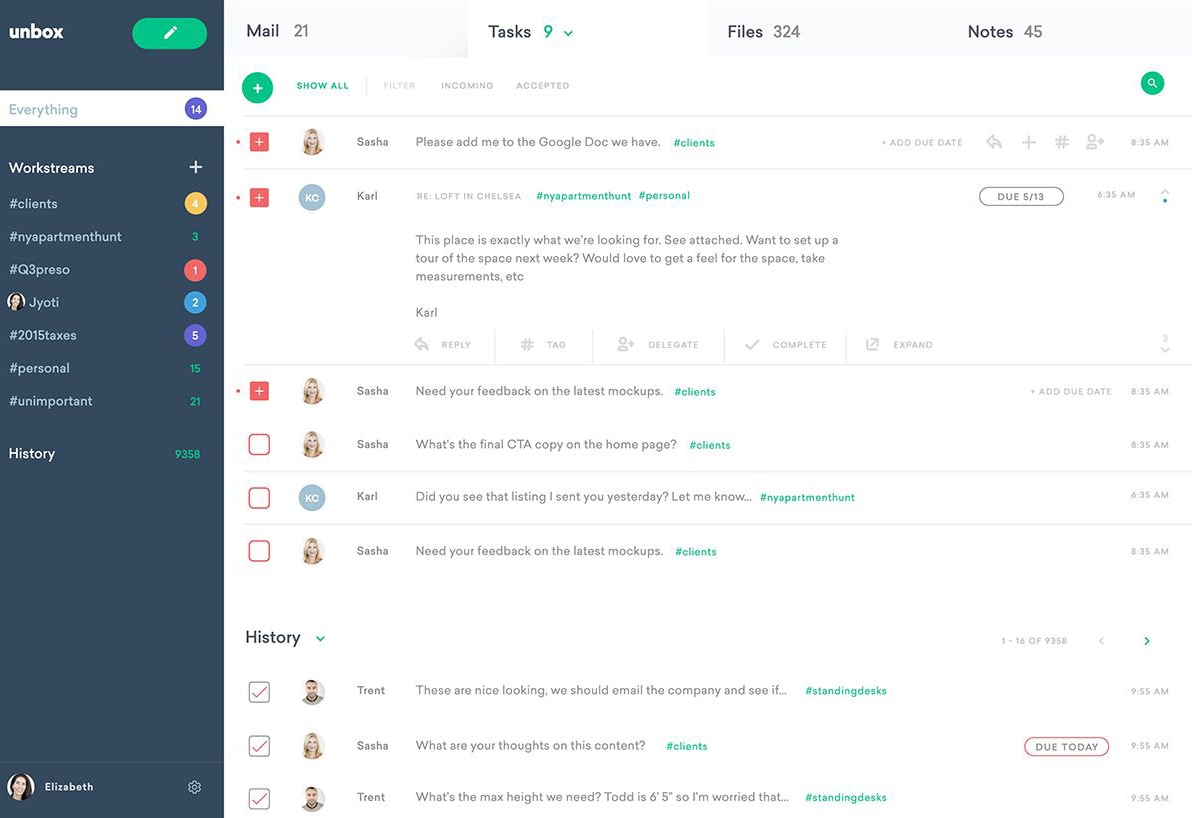 unbox
Mail 21
Tasks 9
Files 324
Notes 45
Everything 14
Workstreams +
#clients 4
#nyapartmenthunt 3
#Q3preso 1
Jyoti 2
#2015taxes 5
#personal 15
#unimportant 21
History 9358
Elizabeth
+ SHOW ALL FILTER INCOMING ACCEPTED
+ Sasha Please add me to the Google Doc we have. #clients + ADD DUE DATE 8:35 AM
+ KC Karl RE: LOFT IN CHELSEA #nyapartmenthunt #personal DUE 5/13 6:35 AM
This place is exactly what we're looking for. See attached. Want to set up a
tour of the space next week? Would love to get a feel for the space, take
measurements, etc
Karl
REPLY # TAG DELEGATE COMPLETE EXPAND 3
+ Sasha Need your feedback on the latest mockups. #clients + ADD DUE DATE 8:35 AM
Sasha What's the final CTA copy on the home page? #clients 8:35 AM
KC Karl Did you see that listing I sent you yesterday? Let me know... #nyapartmenthunt 6:35 AM
Sasha Need your feedback on the latest mockups. #clients 8:35 AM
History 1 - 16 OF 9358
Trent These are nice looking, we should email the company and see if... #standingdesks 9:55 AM
Sasha What are your thoughts on this content? #clients DUE TODAY 9:55 AM
Trent What's the max height we need? Todd is 6' 5" so I'm worried that... #standingdesks 9:55 AM